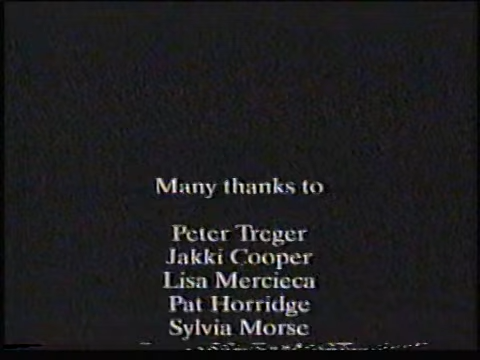 Many thanks to
Peter Treger
Jakki Cooper
Lisa Mercieca
Pat Horridge
Sylvia Morse